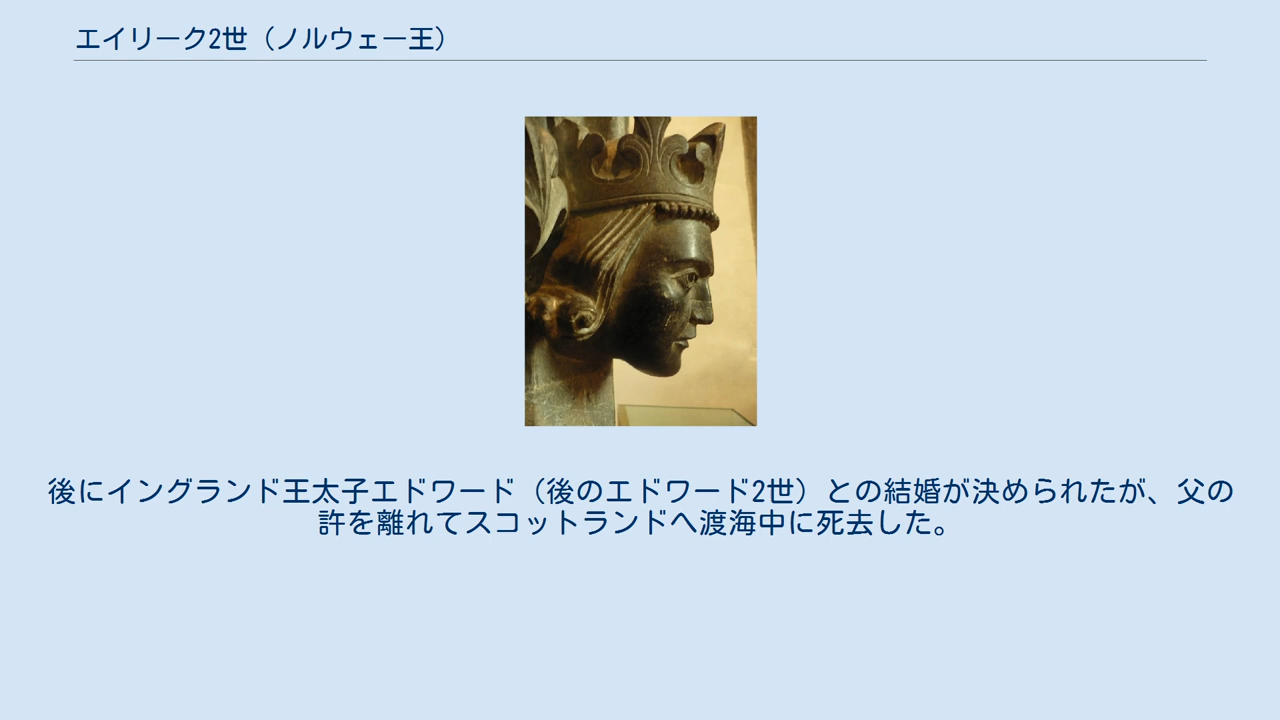 エイリーク2世（ノルウェー王）
後にイングランド王太子エドワード（後のエドワード2世）との結婚が決められたが、父の
許を離れてスコットランドへ渡海中に死去した。